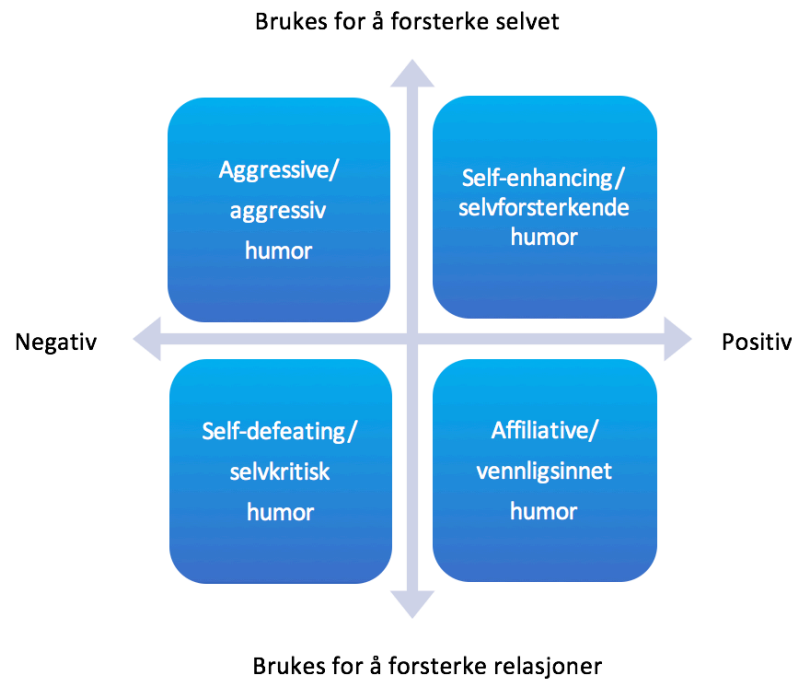 Brukes for å forsterke selvet
Aggressive/
aggressiv
humor
Self-enhancing/
selvforsterkende
humor
Negativ
Positiv
Self-defeating/
selvkritisk
humor
Affiliative/
vennligsinnet
humor
Brukes for å forsterke relasjoner